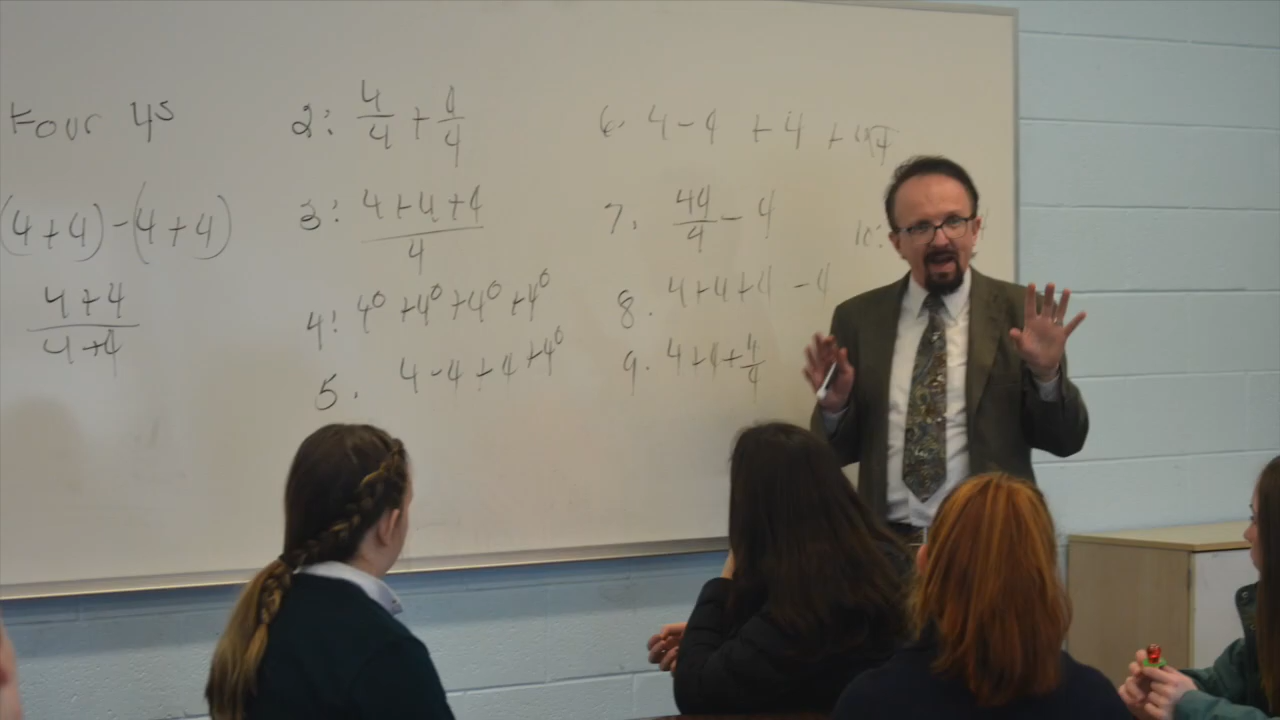 Four 4s
(4+4)-(4+4)
4+4
4+4
2: 4/4 + 4/4
3: 4+4+4
4
4: 4⁰ +4⁰ +4⁰ +4⁰
5. 4-4+4+4⁰
6. 4-4 +4 +√4
7. 44/4 - 4
8. 4+4+4 -4
9. 4+4+4/4
10: